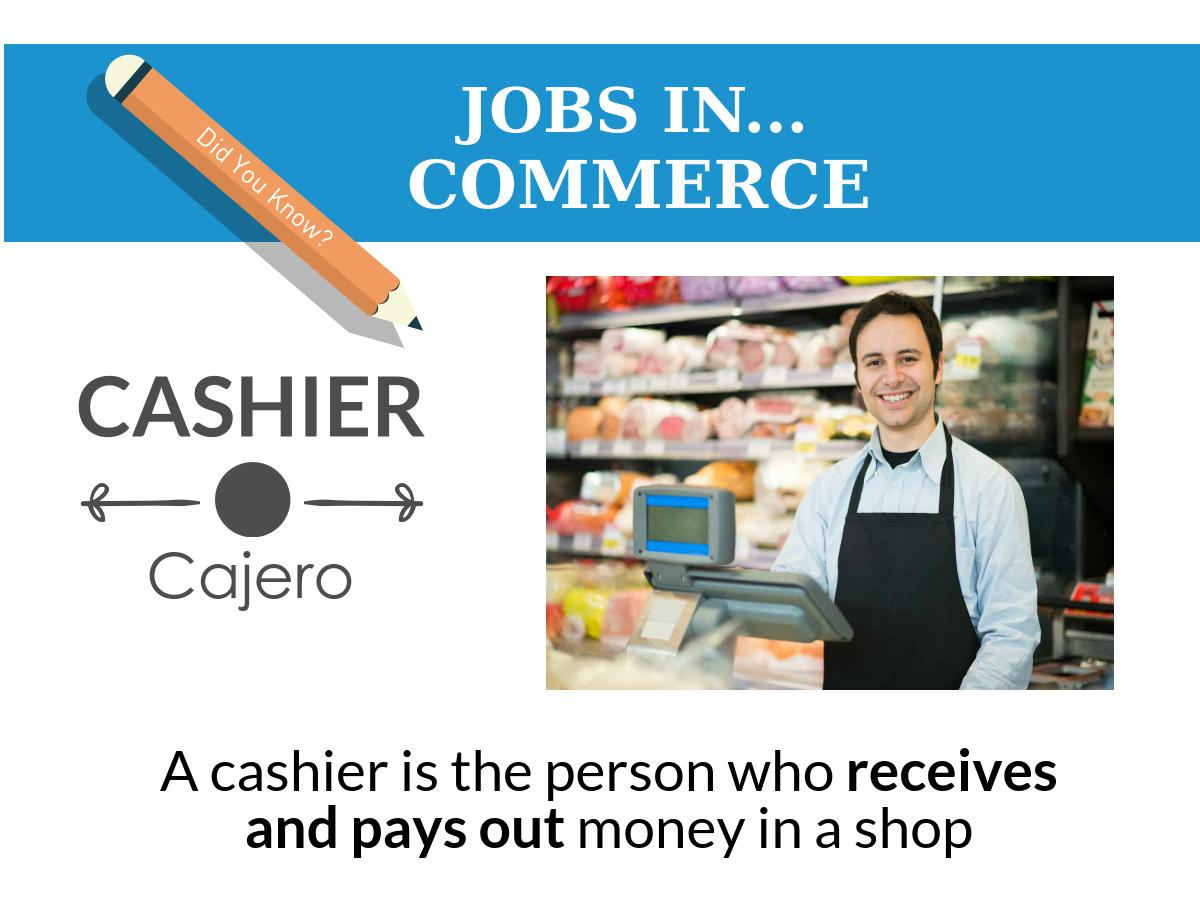 JOBS IN...
COMMERCE
Did You Know?
CASHIER
Cajero
A cashier is the person who receives
and pays out money in a shop